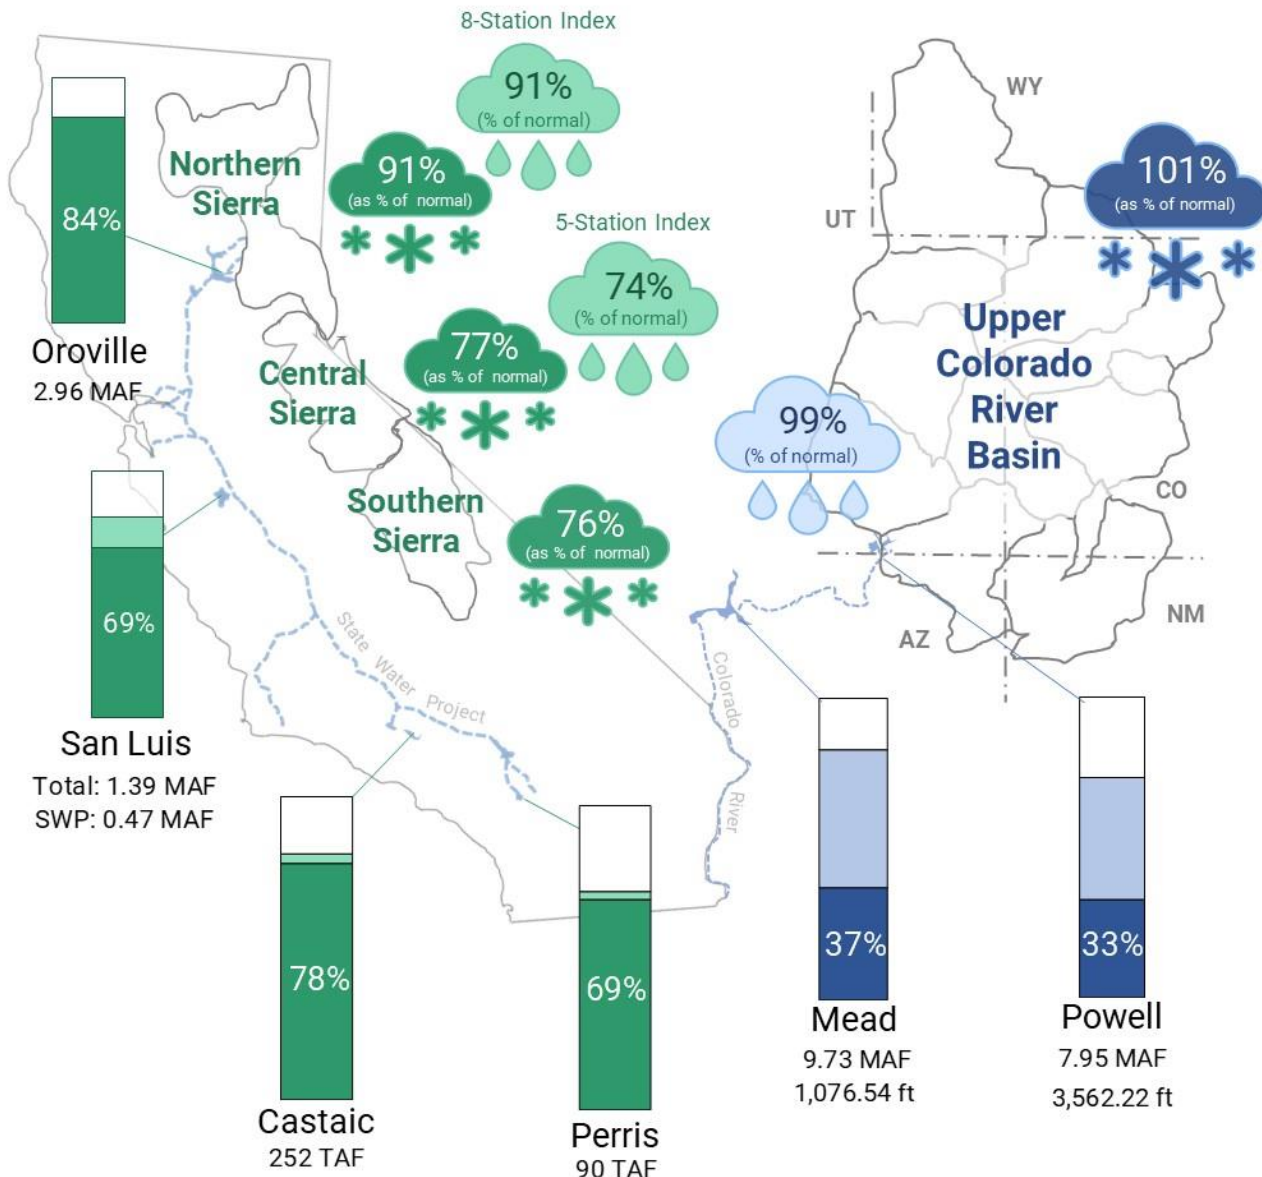 8-Station Index
91%
(% of normal)
WY
91%
(as % of normal)
101%
(as % of normal)
Northern
Sierra
84%
UT
5-Station Index
74%
(% of normal)
Upper
Colorado
River
Basin
77%
(as % of normal)
Oroville
2.96 MAF
Central
Sierra
99%
(% of normal)
CO
Southern
Sierra
76%
(as % of normal)
NM
AZ
69%
San Luis
Total: 1.39 MAF
SWP: 0.47 MAF
State Water Project
Colorado River
78%
Castaic
252 TAF
69%
Perris
90 TAF
37%
Mead
9.73 MAF
1,076.54 ft
33%
Powell
7.95 MAF
3,562.22 ft